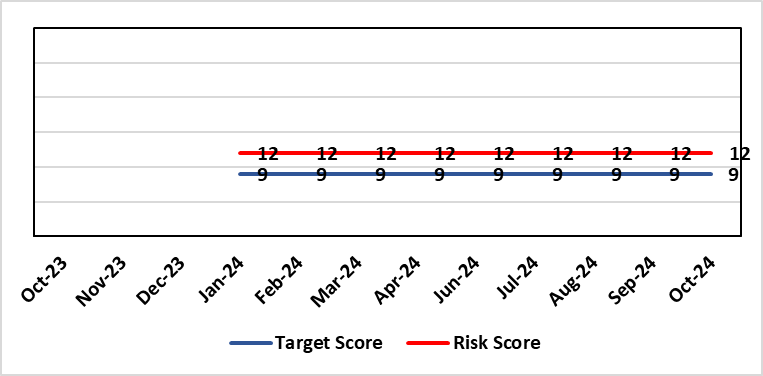 12 12 12 12 12 12 12 12 12
9 9 9 9 9 9 9 9 9
Oct-23 Nov-23 Dec-23 Jan-24 Feb-24 Mar-24 Apr-24 Jun-24 Jul-24 Aug-24 Sep-24 Oct-24
Target Score Risk Score